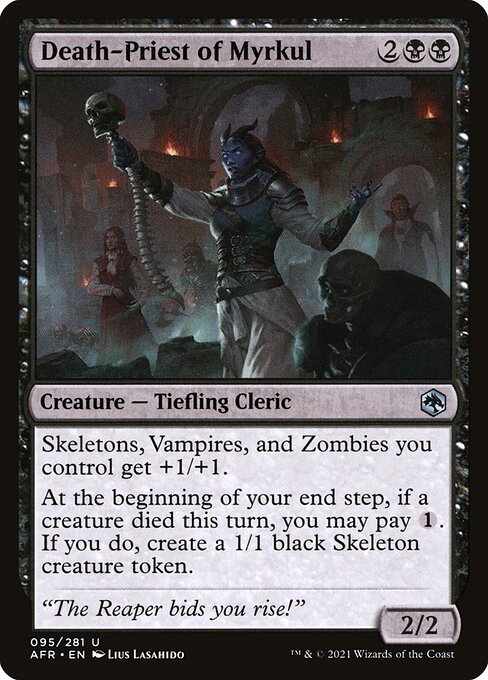 Death-Priest of Myrkul 2
Creature — Tiefling Cleric
Skeletons, Vampires, and Zombies you
control get +1/+1.
At the beginning of your end step, if a
creature died this turn, you may pay 1.
If you do, create a 1/1 black Skeleton
creature token.
“The Reaper bids you rise!”
2/2
095/281 U
AFR • EN Lius Lasahido
™ & © 2021 Wizards of the Coast